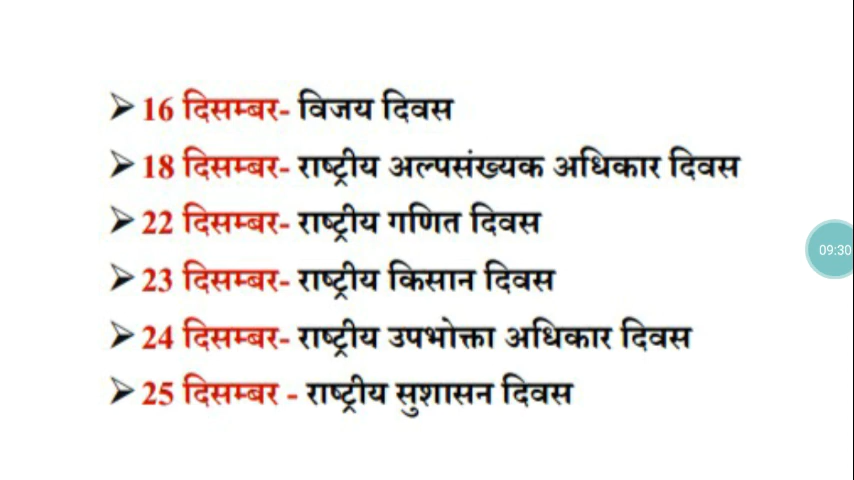 ➢ 16 दिसम्बर- विजय दिवस
➢ 18 दिसम्बर- राष्ट्रीय अल्पसंख्यक अधिकार दिवस
➢ 22 दिसम्बर- राष्ट्रीय गणित दिवस
➢ 23 दिसम्बर- राष्ट्रीय किसान दिवस
09:30
➢ 24 दिसम्बर- राष्ट्रीय उपभोक्ता अधिकार दिवस
➢ 25 दिसम्बर - राष्ट्रीय सुशासन दिवस